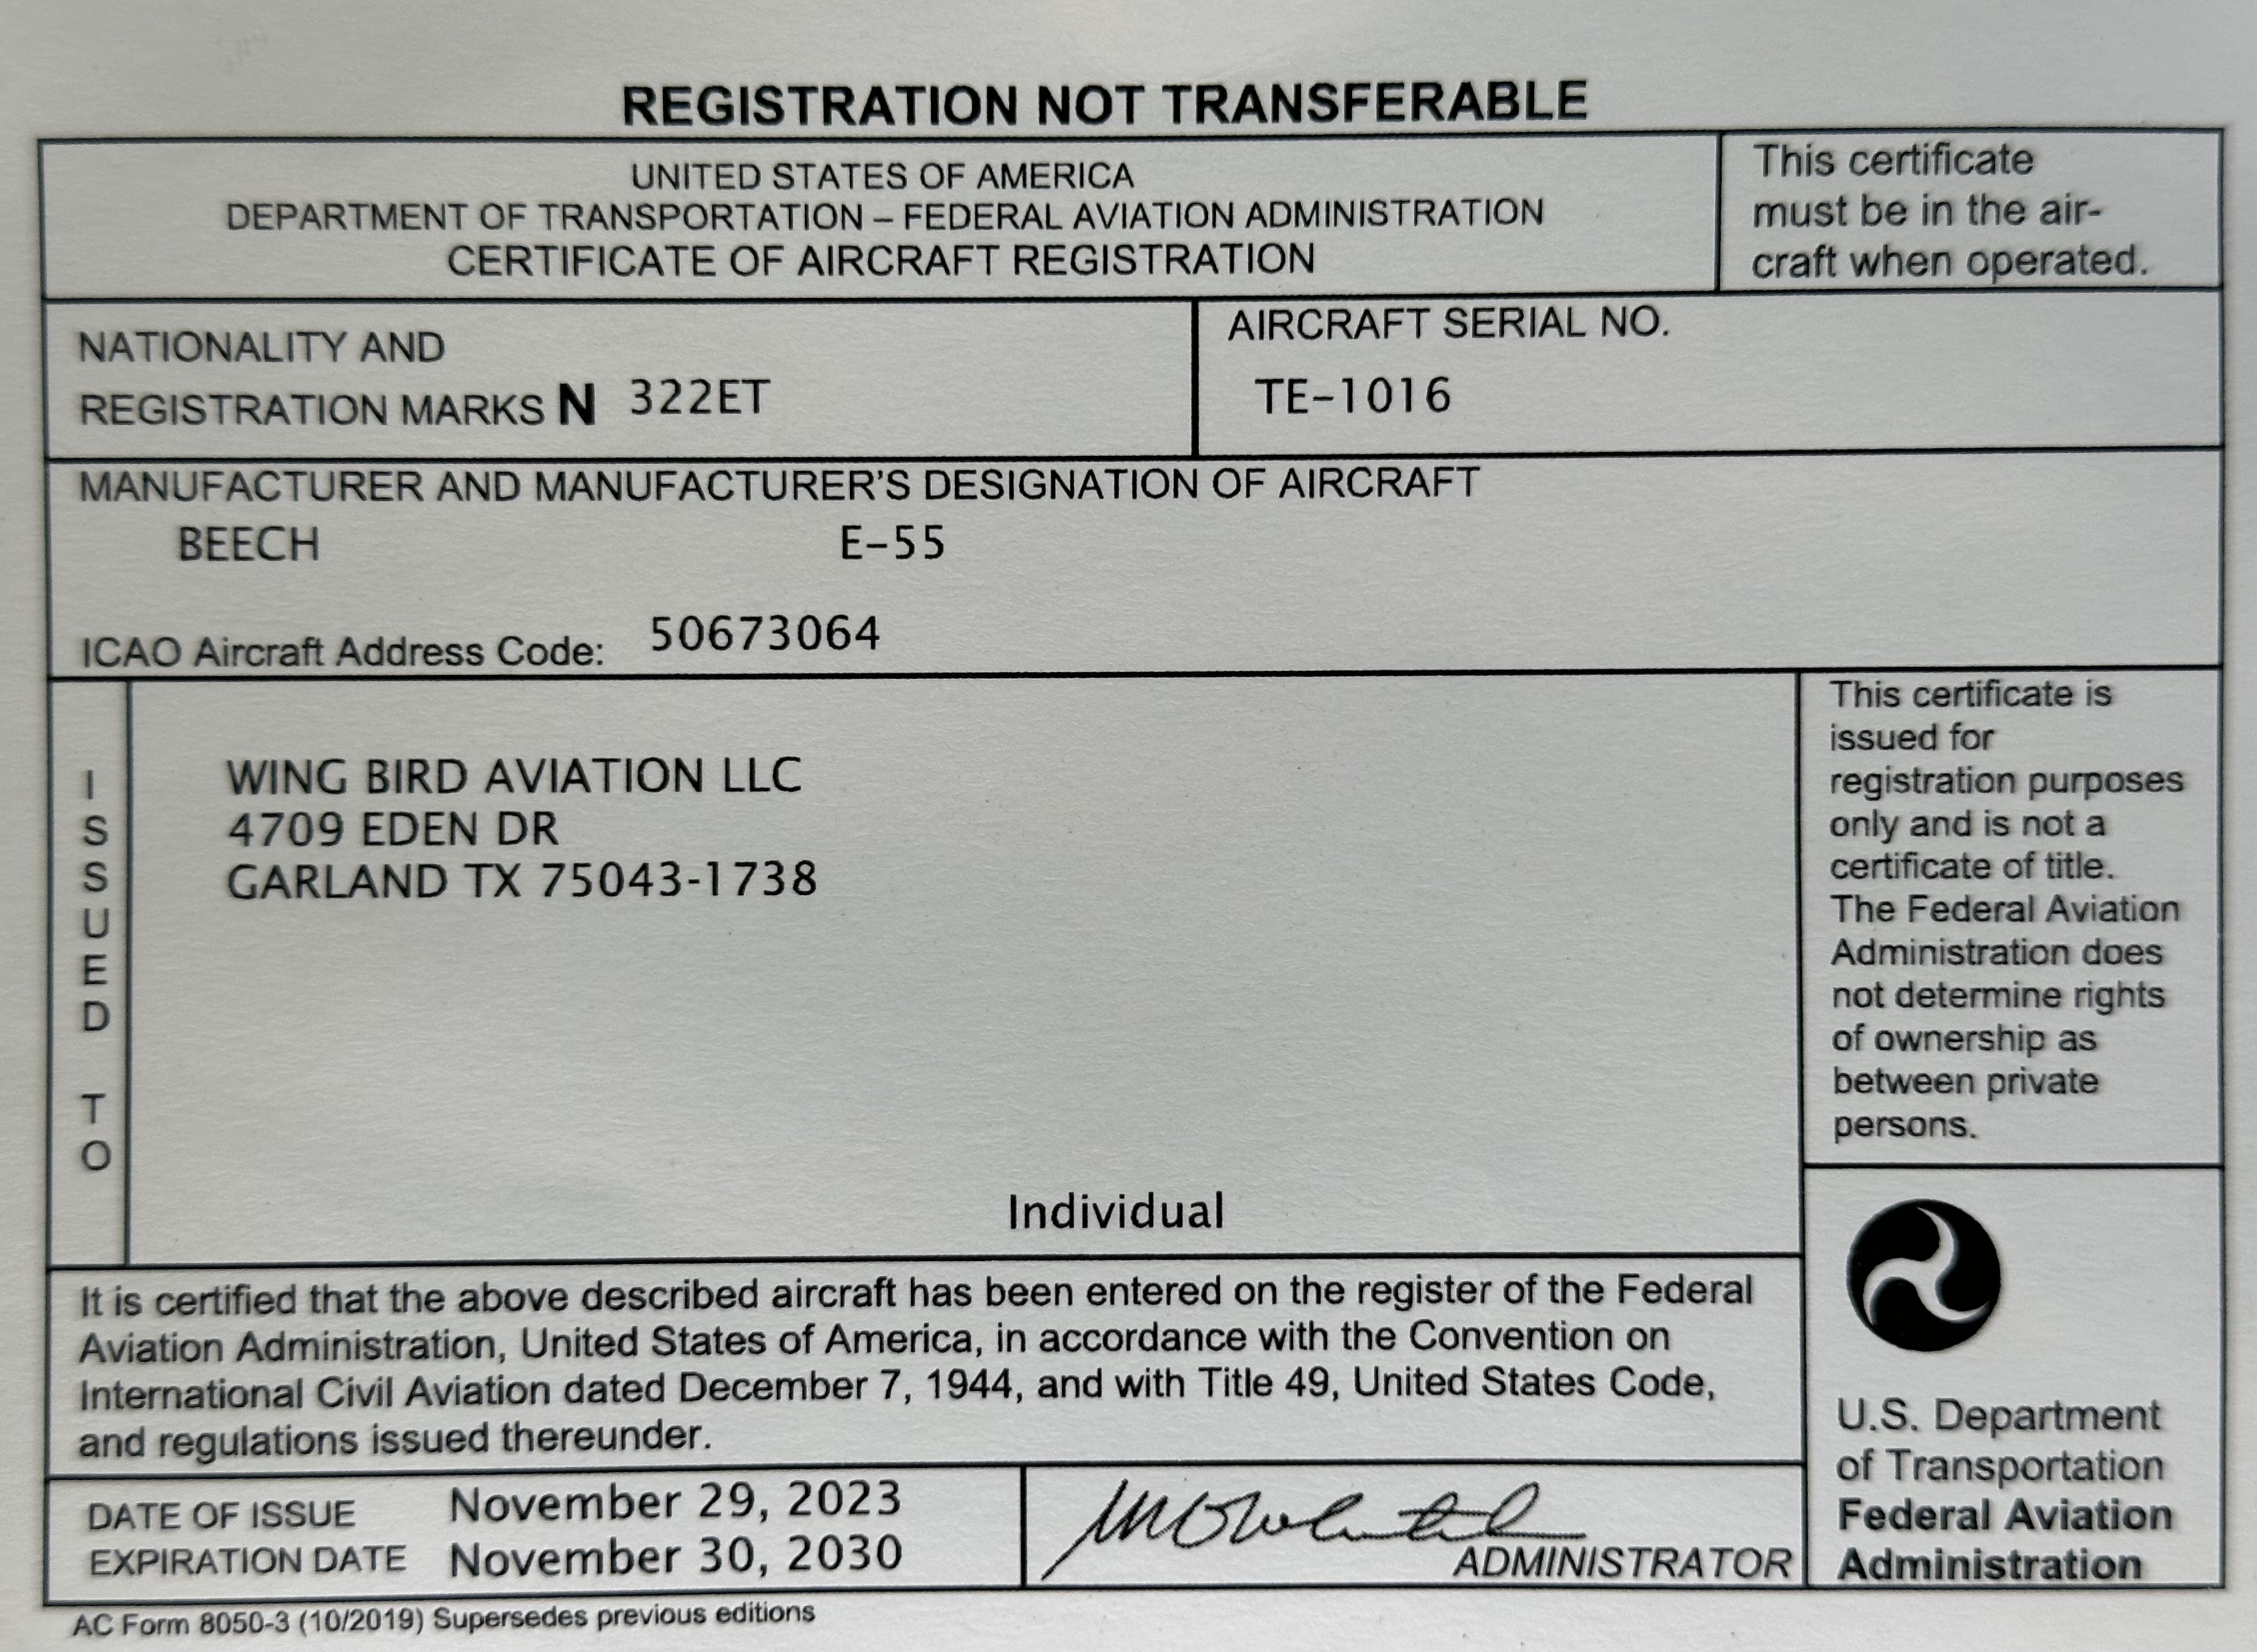 REGISTRATION NOT TRANSFERABLE
UNITED STATES OF AMERICA
DEPARTMENT OF TRANSPORTATION – FEDERAL AVIATION ADMINISTRATION
CERTIFICATE OF AIRCRAFT REGISTRATION
This certificate
must be in the air-
craft when operated.
NATIONALITY AND
REGISTRATION MARKS N 322ET
AIRCRAFT SERIAL NO.
TE-1016
MANUFACTURER AND MANUFACTURER'S DESIGNATION OF AIRCRAFT
BEECH E-55
ICAO Aircraft Address Code: 50673064
ISSUED TO
WING BIRD AVIATION LLC
4709 EDEN DR
GARLAND TX 75043-1738
Individual
This certificate is
issued for
registration purposes
only and is not a
certificate of title.
The Federal Aviation
Administration does
not determine rights
of ownership as
between private
persons.
It is certified that the above described aircraft has been entered on the register of the Federal
Aviation Administration, United States of America, in accordance with the Convention on
International Civil Aviation dated December 7, 1944, and with Title 49, United States Code,
and regulations issued thereunder.
DATE OF ISSUE November 29, 2023
EXPIRATION DATE November 30, 2030
ADMINISTRATOR
U.S. Department
of Transportation
Federal Aviation
Administration
AC Form 8050-3 (10/2019) Supersedes previous editions